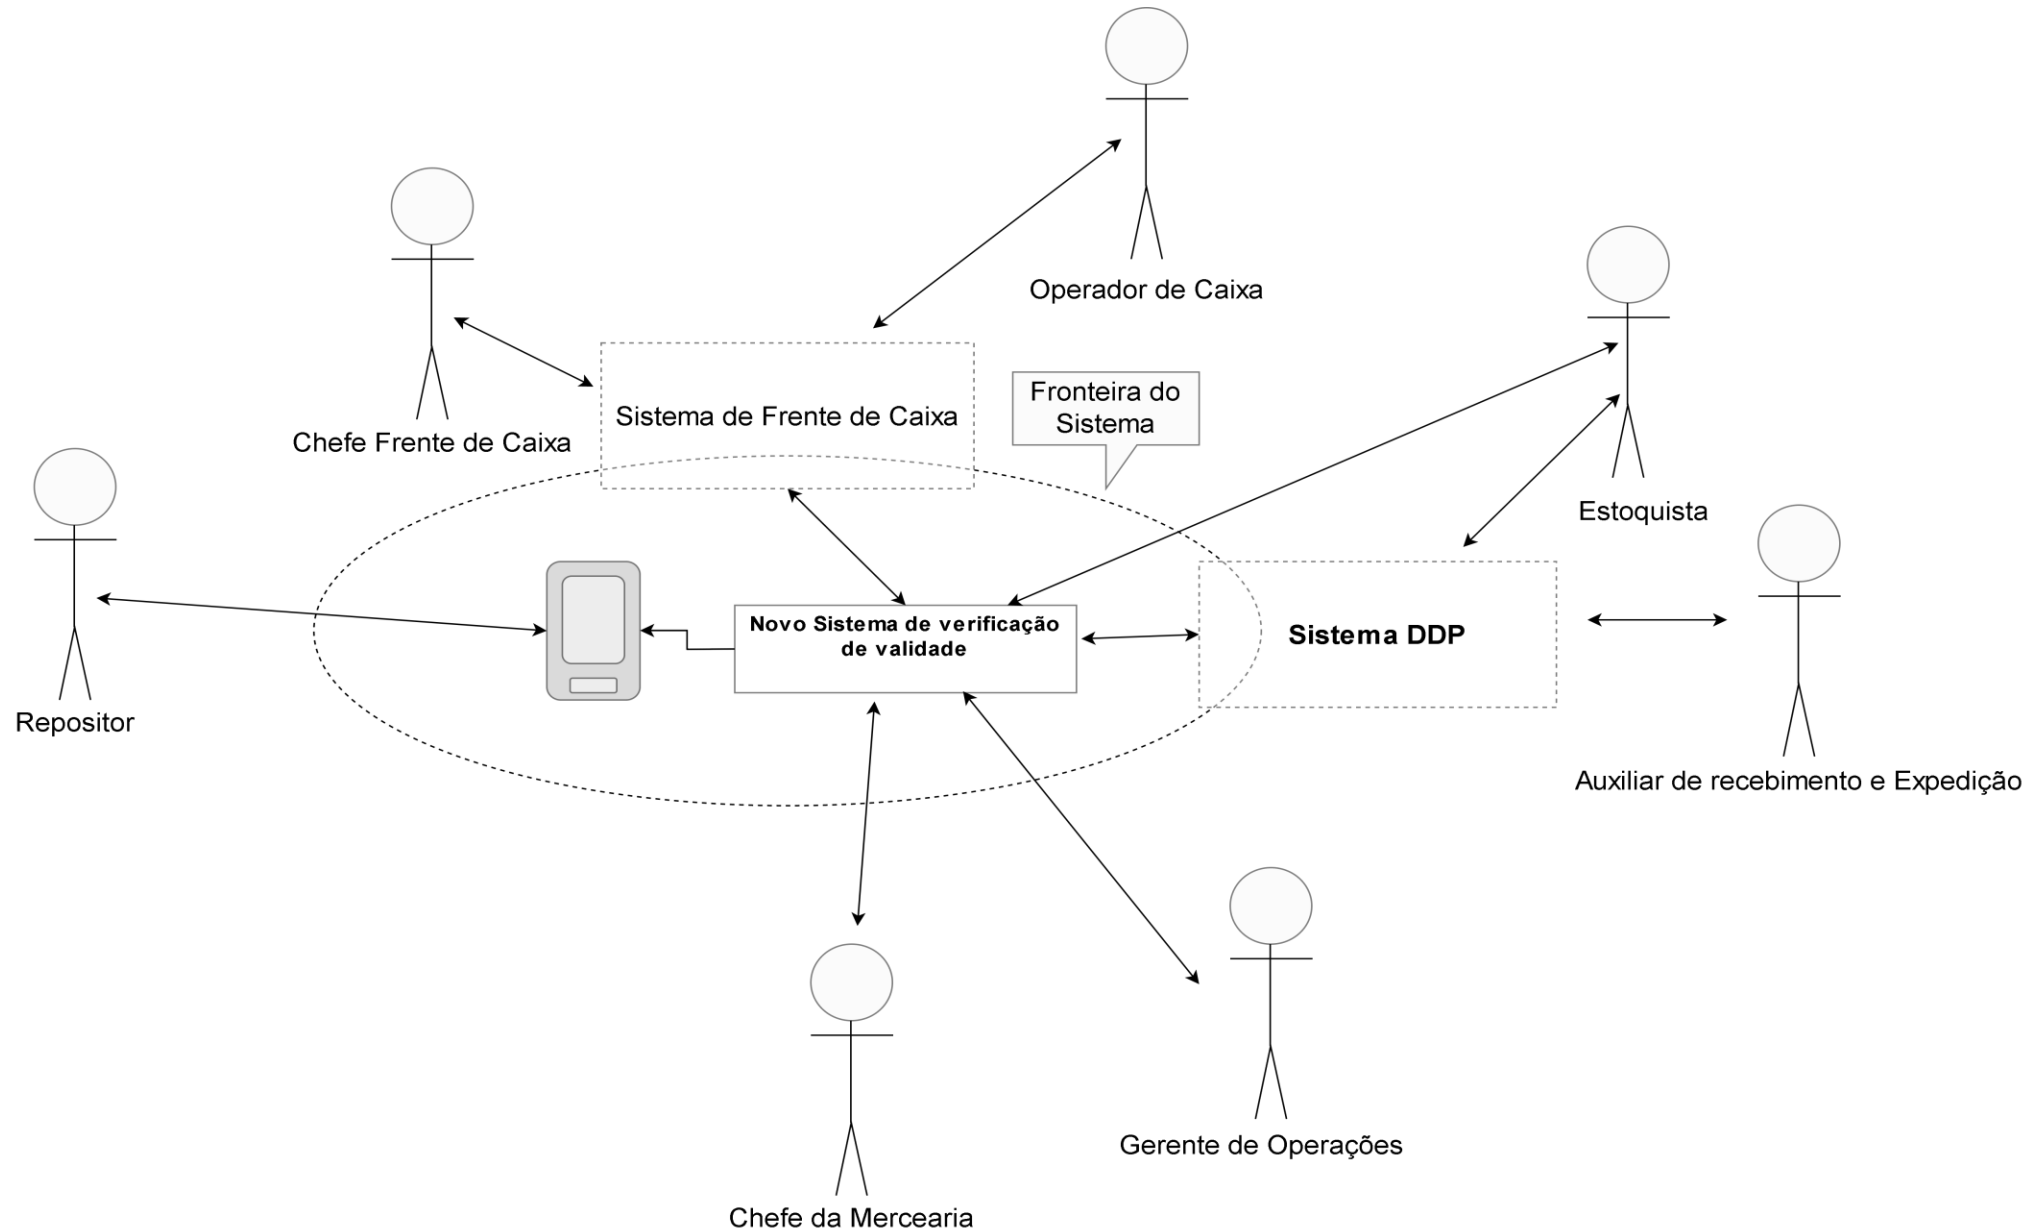 Operador de Caixa
Fronteira do
Sistema
Sistema de Frente de Caixa
Chefe Frente de Caixa
Estoquista
Novo Sistema de verificação
de validade
Sistema DDP
Repositor
Auxiliar de recebimento e Expedição
Gerente de Operações
Chefe da Mercearia